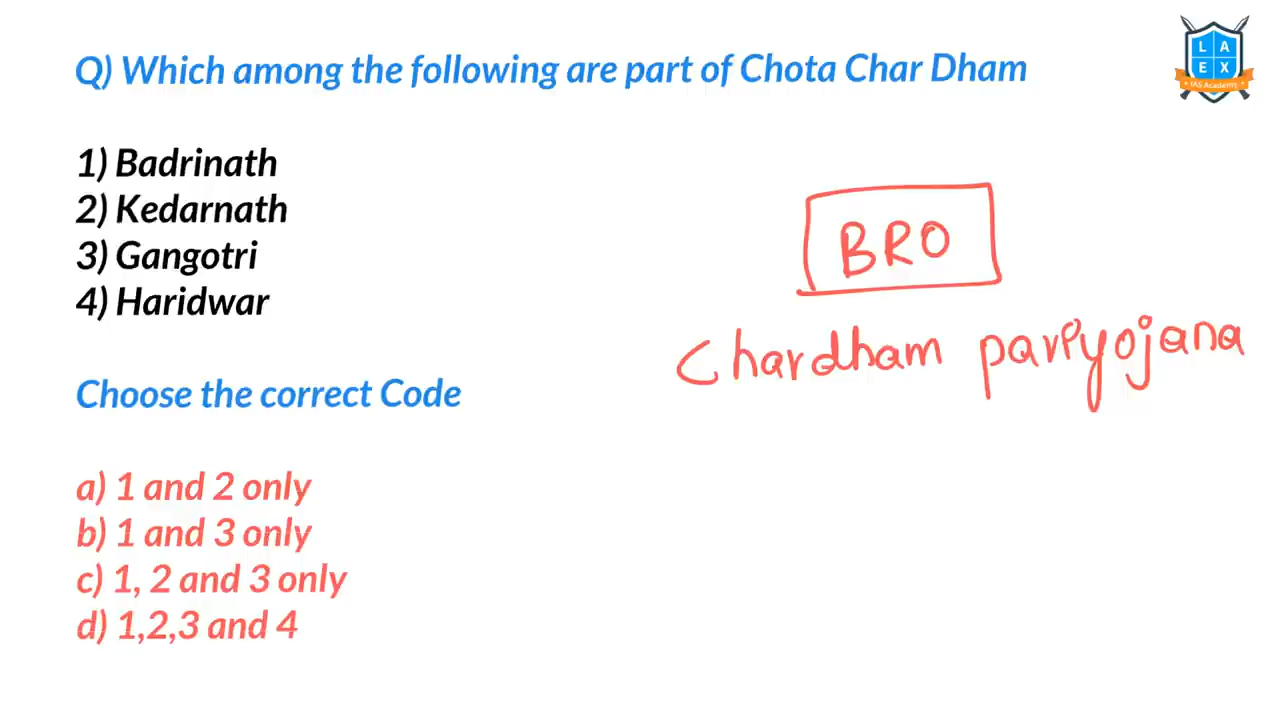 Q) Which among the following are part of Chota Char Dham
L A
E X
IAS Academy
1) Badrinath
2) Kedarnath
3) Gangotri
4) Haridwar
BRO
Chardham pariyojana
Choose the correct Code
a) 1 and 2 only
b) 1 and 3 only
c) 1, 2 and 3 only
d) 1,2,3 and 4